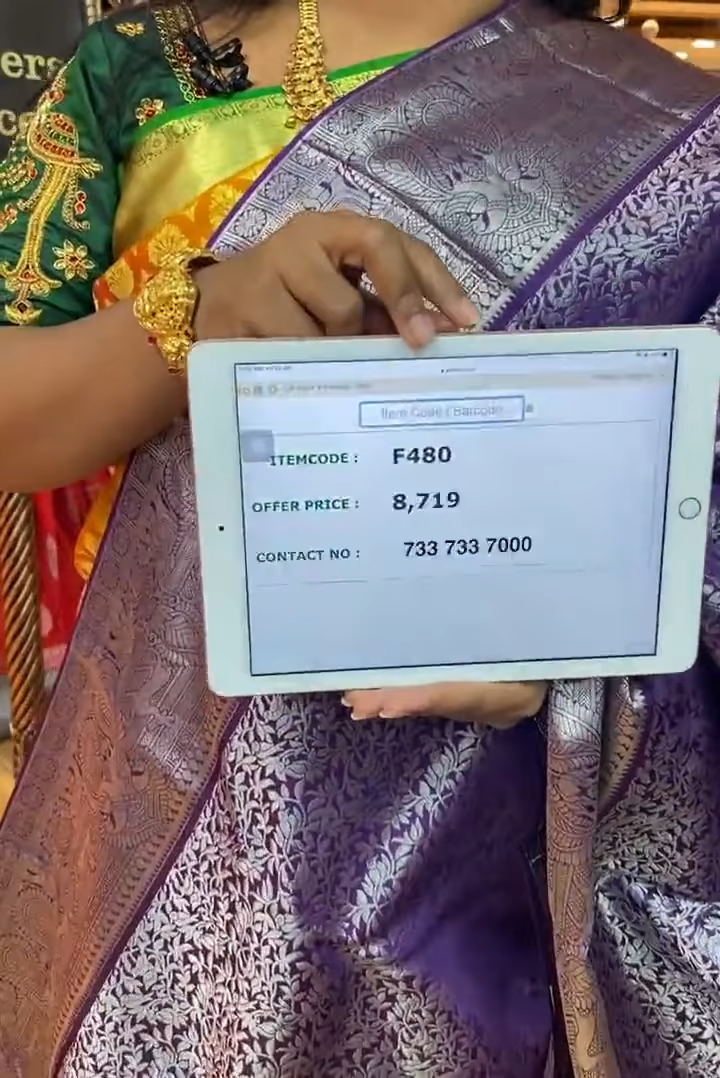 Item Code / Barcode
ITEMCODE : F480
OFFER PRICE : 8,719
CONTACT NO : 733 733 7000